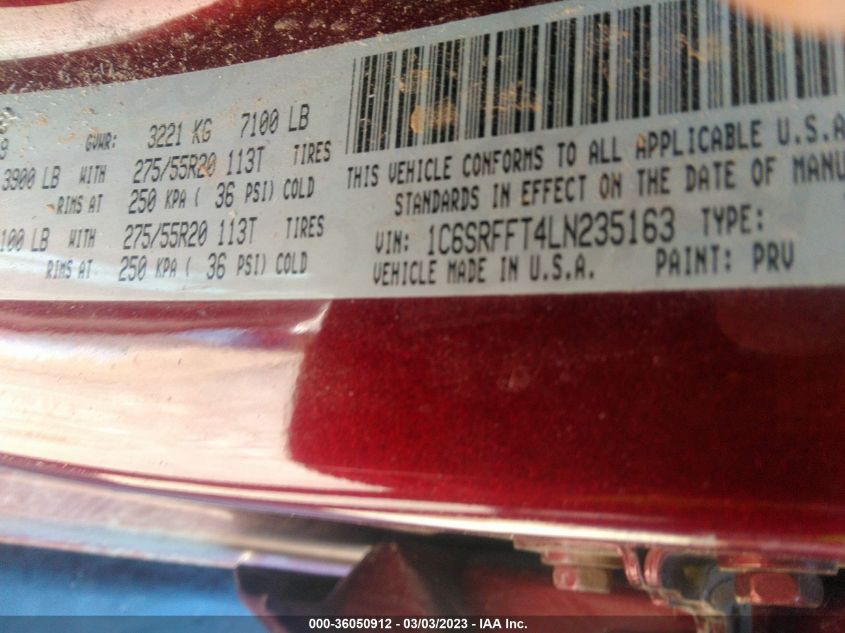 GVWR: 3221 KG 7100 LB
3900 LB WITH 275/55R20 113T TIRES
RIMS AT 250 KPA ( 36 PSI) COLD
100 LB WITH 275/55R20 113T TIRES
RIMS AT 250 KPA ( 36 PSI) COLD
THIS VEHICLE CONFORMS TO ALL APPLICABLE U.S.A
STANDARDS IN EFFECT ON THE DATE OF MANU
VIN: 1C6SRFFT4LN235163 TYPE:
VEHICLE MADE IN U.S.A. PAINT: PRV
000-36050912 - 03/03/2023 - IAA Inc.